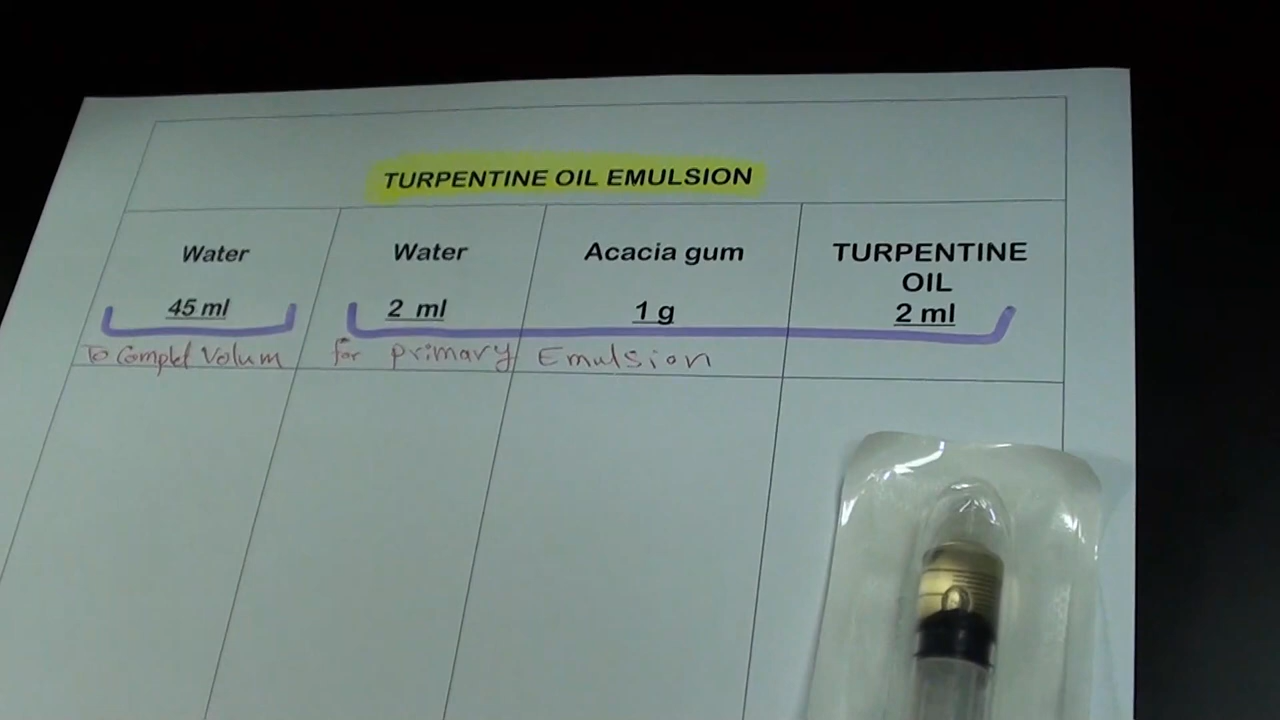 TURPENTINE OIL EMULSION
Water
45 ml
To Complet Volum
Water
2 ml
Acacia gum
1 g
TURPENTINE
OIL
2 ml
for primary Emulsion